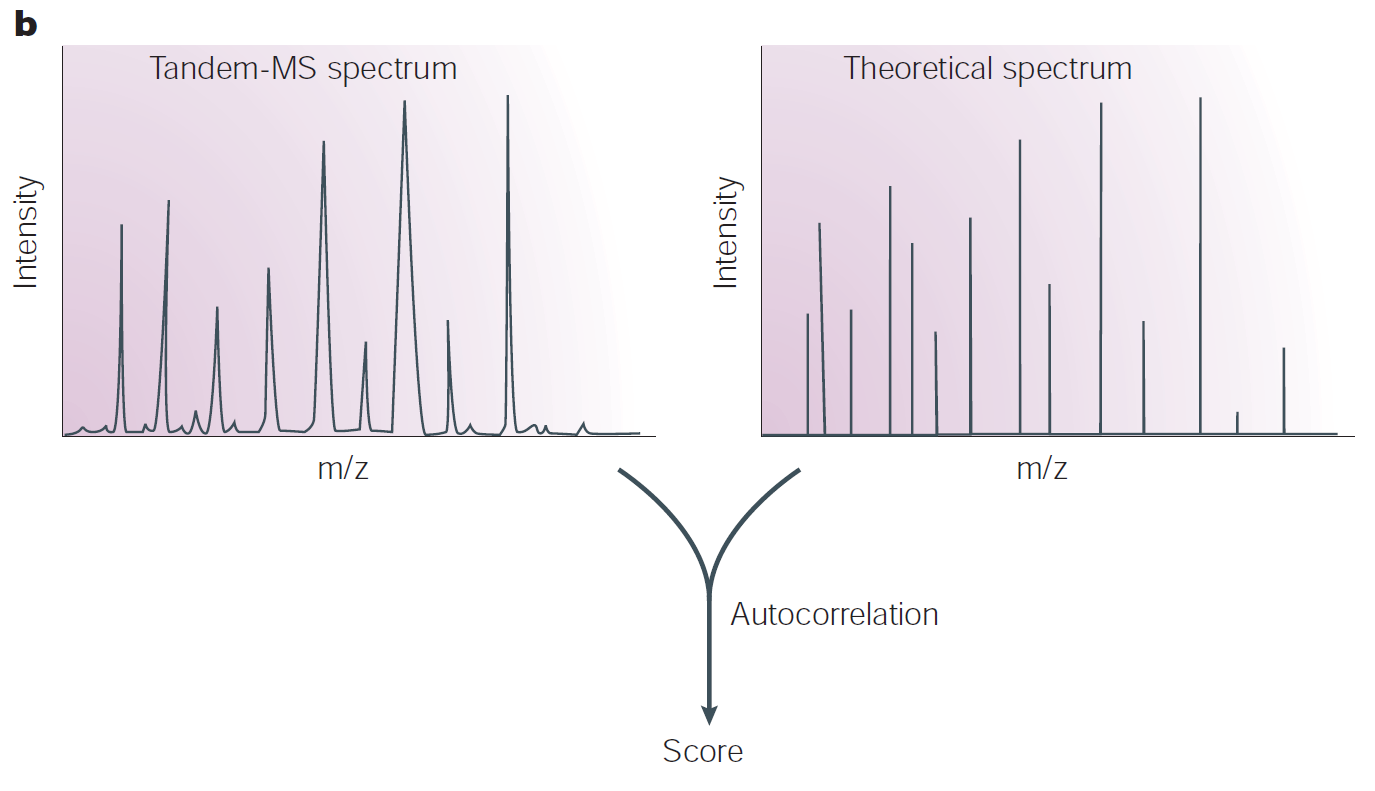 b
Tandem-MS spectrum
Theoretical spectrum
Intensity
Intensity
m/z
m/z
Autocorrelation
Score